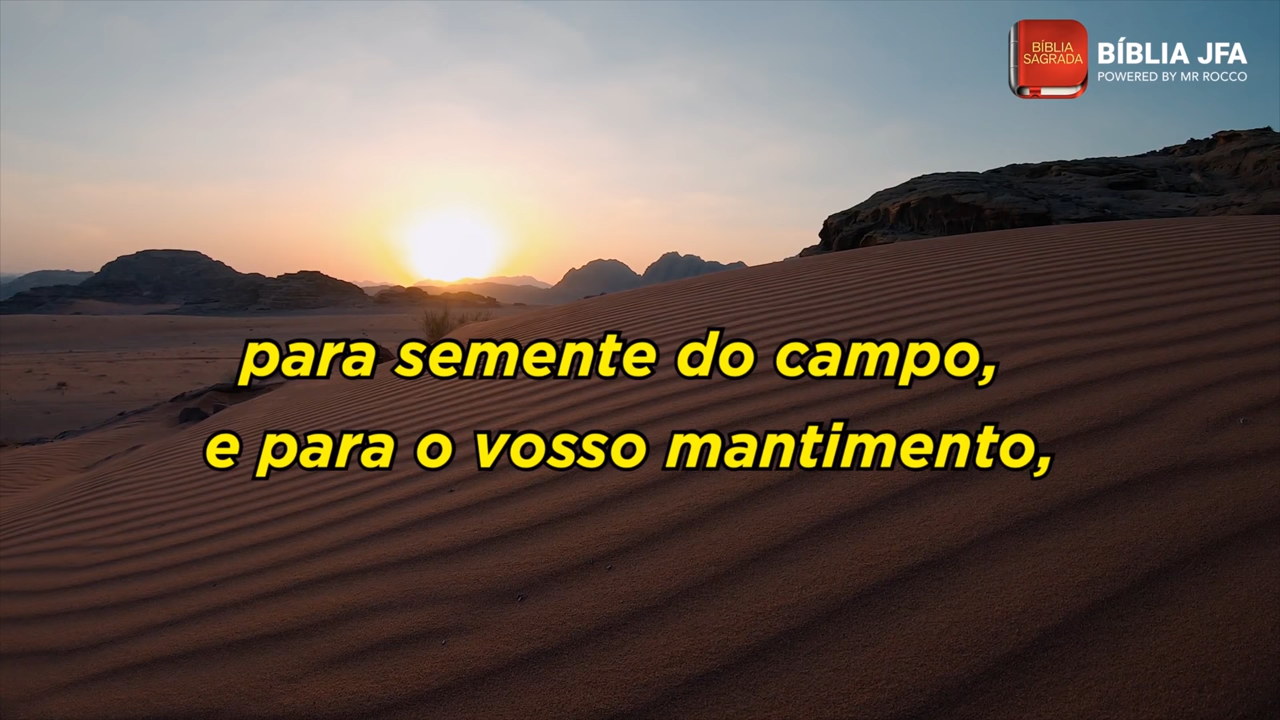 BÍBLIA
SAGRADA
BÍBLIA JFA
POWERED BY MR ROCCO
para semente do campo,
e para o vosso mantimento,